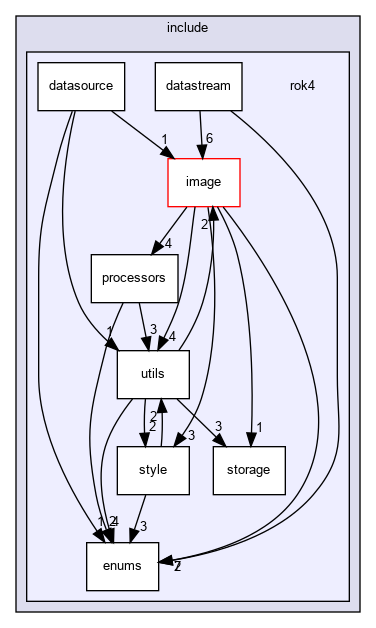 include
datasource
datastream
rok4
1
6
image
2
4
processors
1
3
4
utils
2
2
3
3
1
style
storage
1
2
4
3
enums